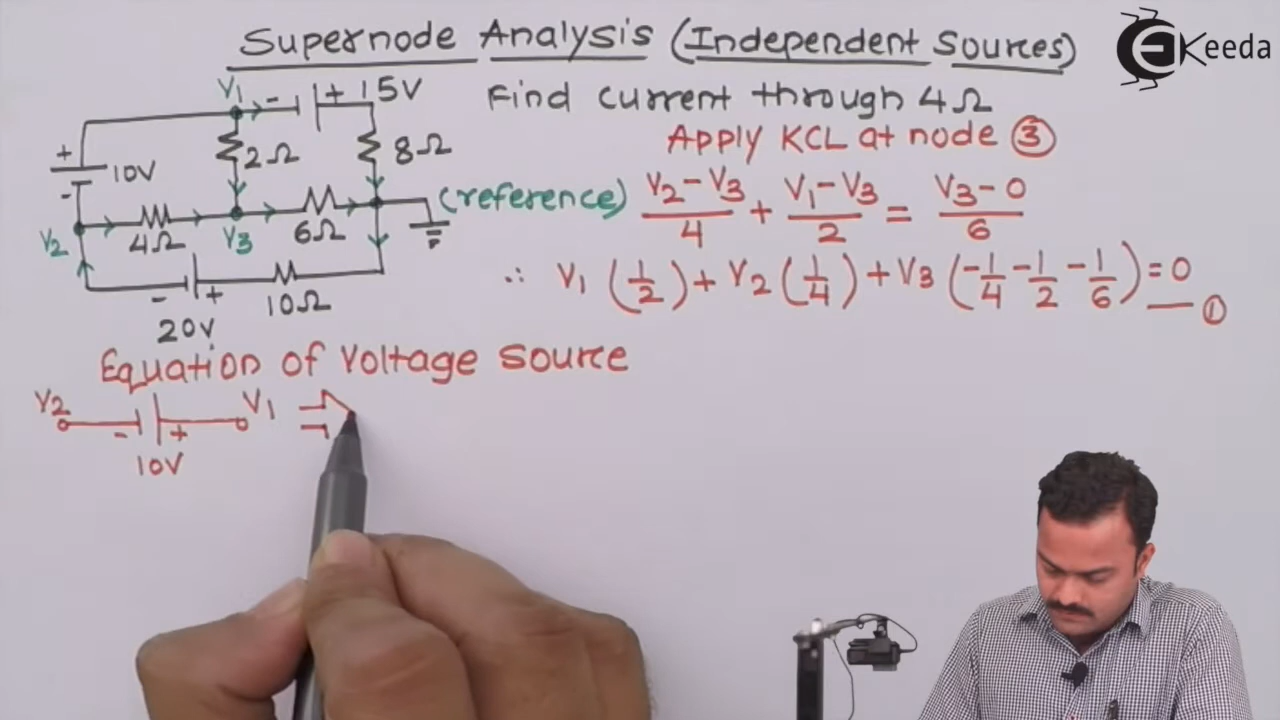 Supernode Analysis (Independent Sources)
EKeeda
Find current through 4Ω
V1 - + 15V
+ 10V -
2Ω
8Ω
V2 4Ω V3 6Ω
(reference)
- + 10Ω
20V
Apply KCL at node ③
V2 - V3 / 4 + V1 - V3 / 2 = V3 - 0 / 6
∴ V1 (1/2) + V2 (1/4) + V3 (-1/4 - 1/2 - 1/6) = 0 — ①
Equation of Voltage source
V2 - + V1 ⇒
10V